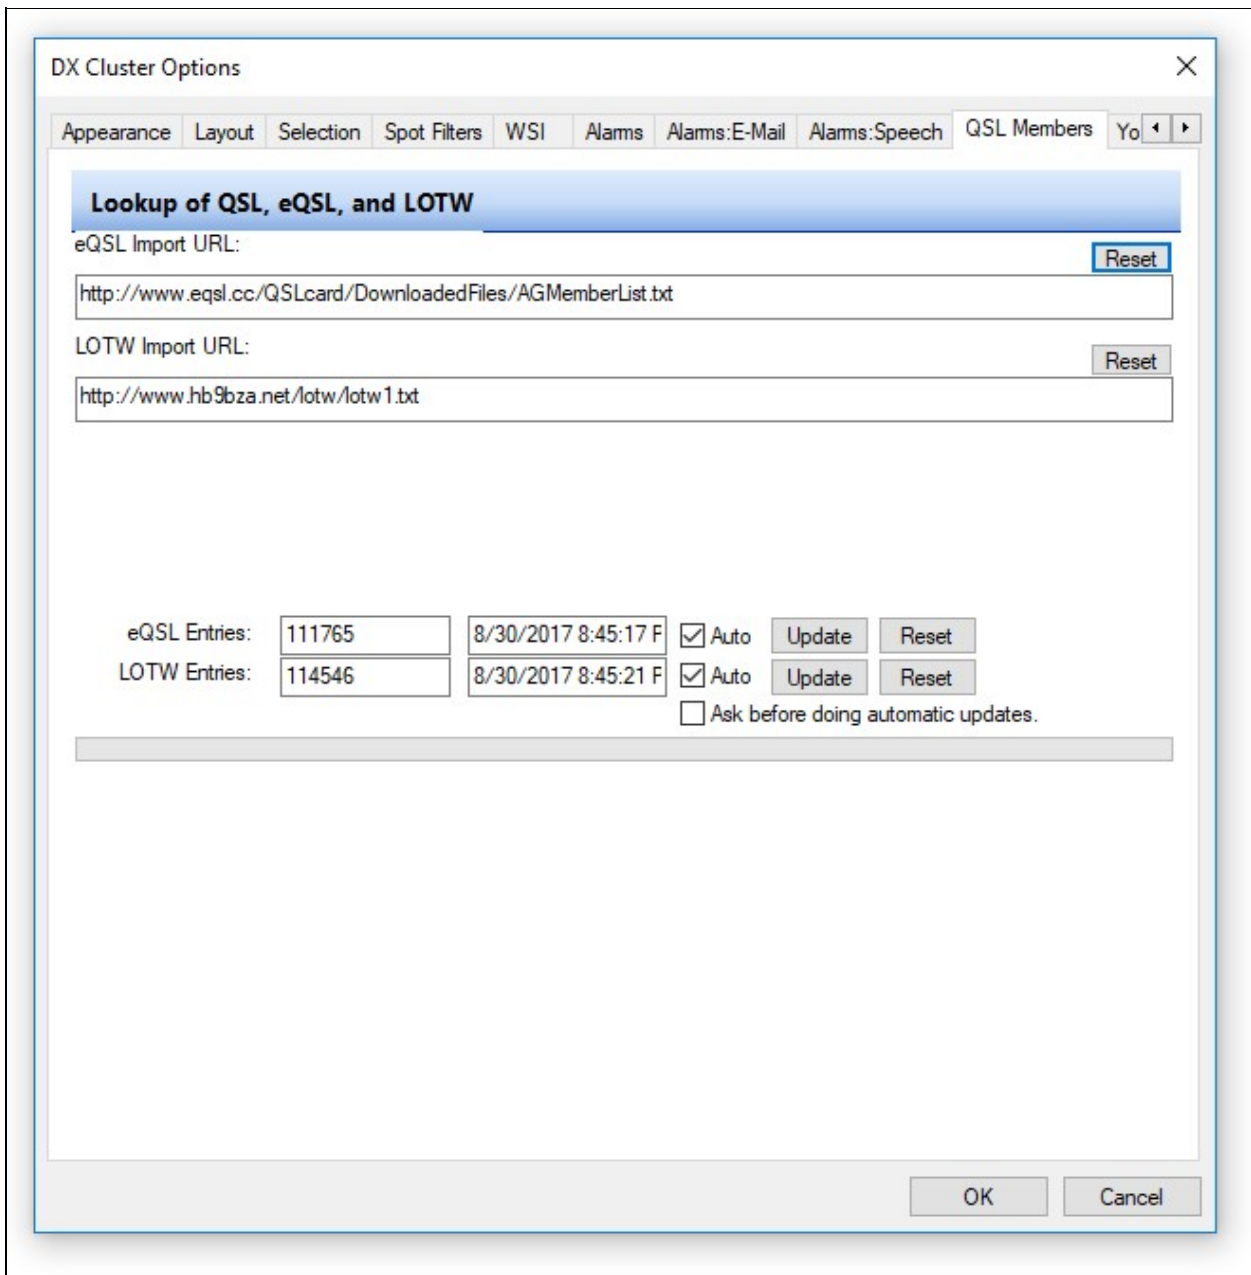 DX Cluster Options
Appearance Layout Selection Spot Filters WSI Alarms Alarms:E-Mail Alarms:Speech QSL Members Yo
Lookup of QSL, eQSL, and LOTW
eQSL Import URL:
Reset
http://www.eqsl.cc/QSLcard/DownloadedFiles/AGMemberList.txt
LOTW Import URL:
Reset
http://www.hb9bza.net/lotw/lotw1.txt
eQSL Entries: 111765 8/30/2017 8:45:17 P Auto Update Reset
LOTW Entries: 114546 8/30/2017 8:45:21 P Auto Update Reset
Ask before doing automatic updates.
OK Cancel